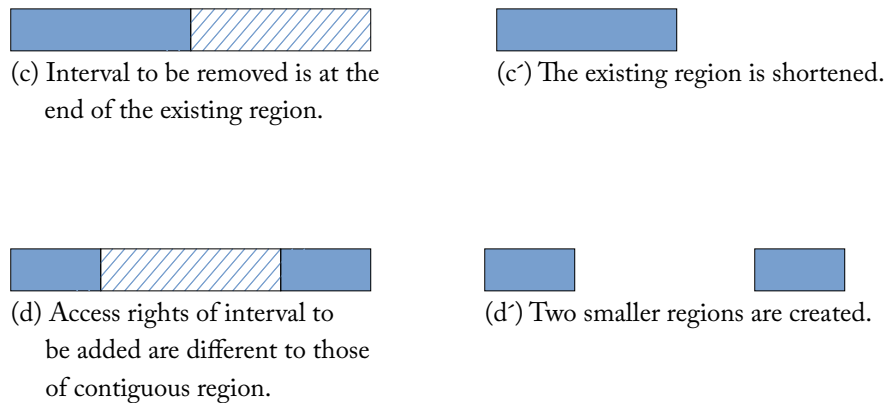 (c) Interval to be removed is at the
end of the existing region.
(c´) The existing region is shortened.
(d) Access rights of interval to
be added are different to those
of contiguous region.
(d´) Two smaller regions are created.